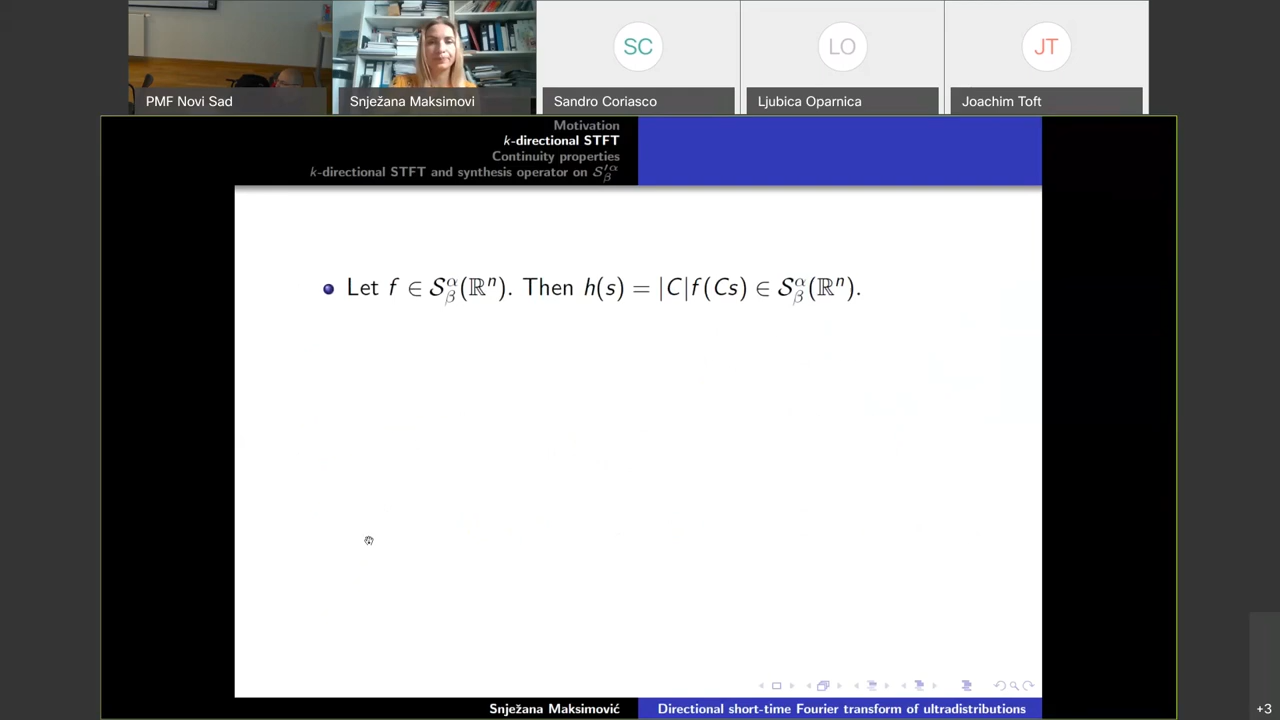 SC
LO
JT
PMF Novi Sad
Snježana Maksimovi
Sandro Coriasco
Ljubica Oparnica
Joachim Toft
Motivation
k-directional STFT
Continuity properties
k-directional STFT and synthesis operator on 𝒮′^α_β
Let f ∈ 𝒮^α_β(ℝⁿ). Then h(s) = |C|f(Cs) ∈ 𝒮^α_β(ℝⁿ).
Snježana Maksimović
Directional short-time Fourier transform of ultradistributions
+3